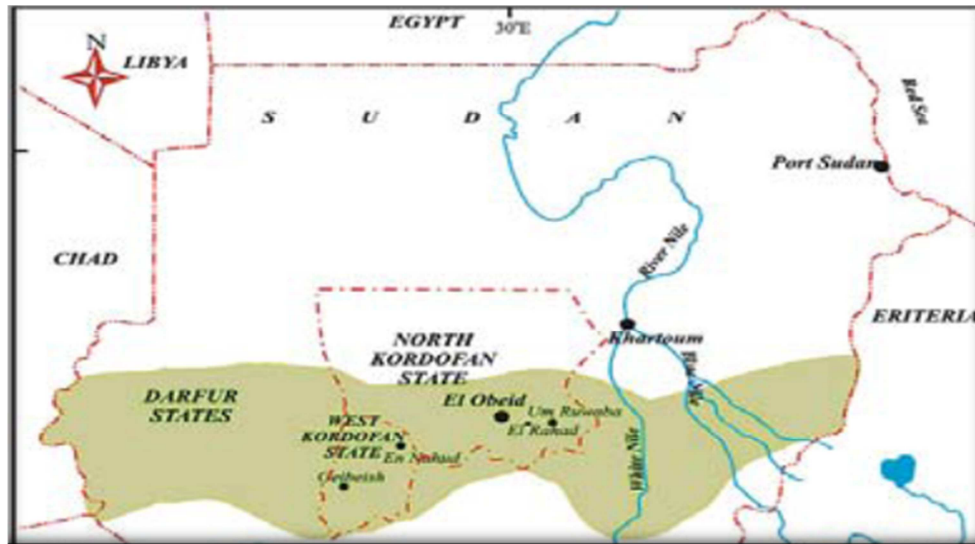 EGYPT
30°E
N
LIBYA
S U D A N
Red Sea
Port Sudan
CHAD
River Nile
ERITERIA
Khartoum
NORTH
KORDOFAN
STATE
Blue Nile
DARFUR
STATES
El Obeid
Um Ruwaba
El Rahad
WEST
KORDOFAN
STATE
En Nahud
White Nile
Geibeish